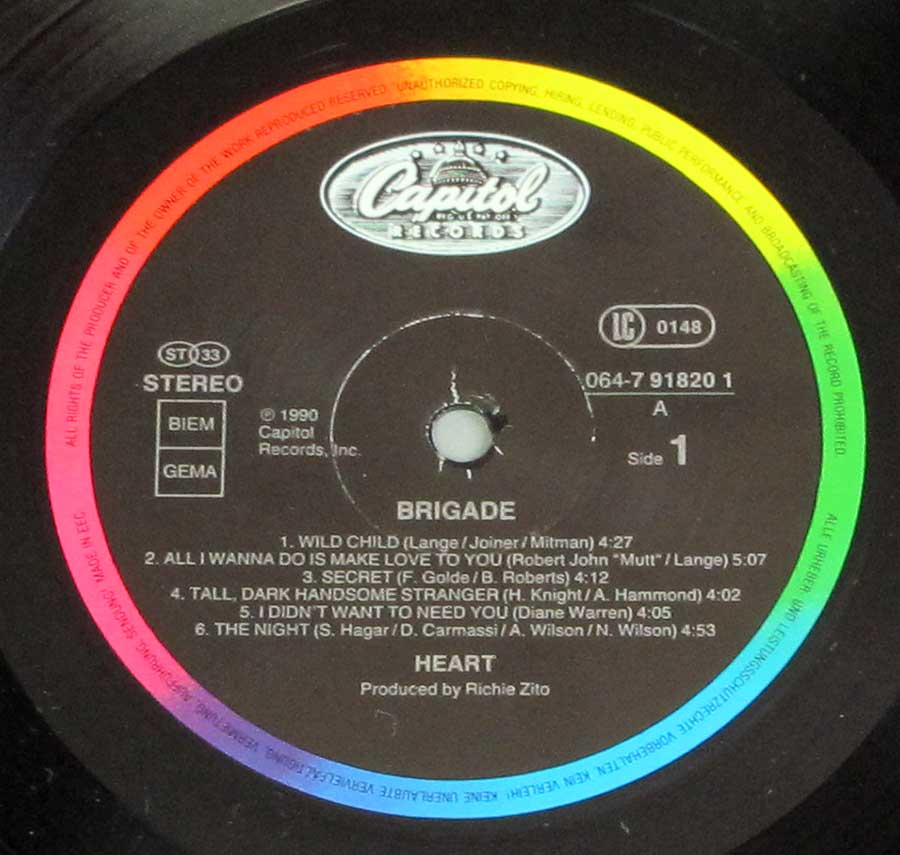 ALL RIGHTS OF THE PRODUCER AND OF THE OWNER OF THE WORK REPRODUCED RESERVED. UNAUTHORIZED COPYING, HIRING, LENDING, PUBLIC PERFORMANCE AND BROADCASTING OF THE RECORD PROHIBITED.
Capitol
RECORDS
LC 0148
ST 33
STEREO
BIEM
GEMA
℗ 1990
Capitol
Records, Inc.
064-7 91820 1
A
Side 1
BRIGADE
1. WILD CHILD (Lange/Joiner/Mitman) 4:27
2. ALL I WANNA DO IS MAKE LOVE TO YOU (Robert John "Mutt"/Lange) 5:07
3. SECRET (F. Golde/B. Roberts) 4:12
4. TALL, DARK HANDSOME STRANGER (H. Knight/A. Hammond) 4:02
5. I DIDN'T WANT TO NEED YOU (Diane Warren) 4:05
6. THE NIGHT (S. Hagar/D. Carmassi/A. Wilson/N. Wilson) 4:53
HEART
Produced by Richie Zito
ALLE URHEBER- UND LEISTUNGSSCHUTZRECHTE VORBEHALTEN. KEIN VERLEIH! KEINE UNERLAUBTE VERVIELFÄLTIGUNG, VERMIETUNG, AUFFÜHRUNG, SENDUNG! MADE IN EEC